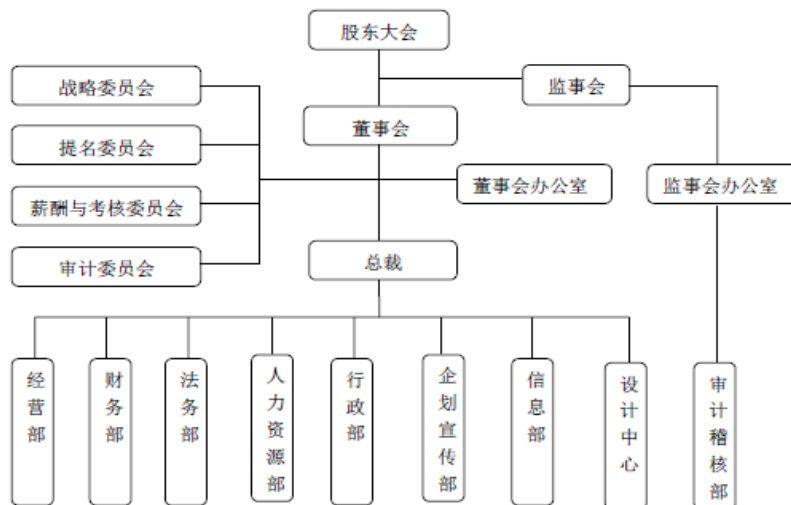 股东大会
战略委员会
监事会
董事会
提名委员会
董事会办公室
监事会办公室
薪酬与考核委员会
审计委员会
总裁
经营部
财务部
法务部
人力资源部
行政部
企划宣传部
信息部
设计中心
审计稽核部